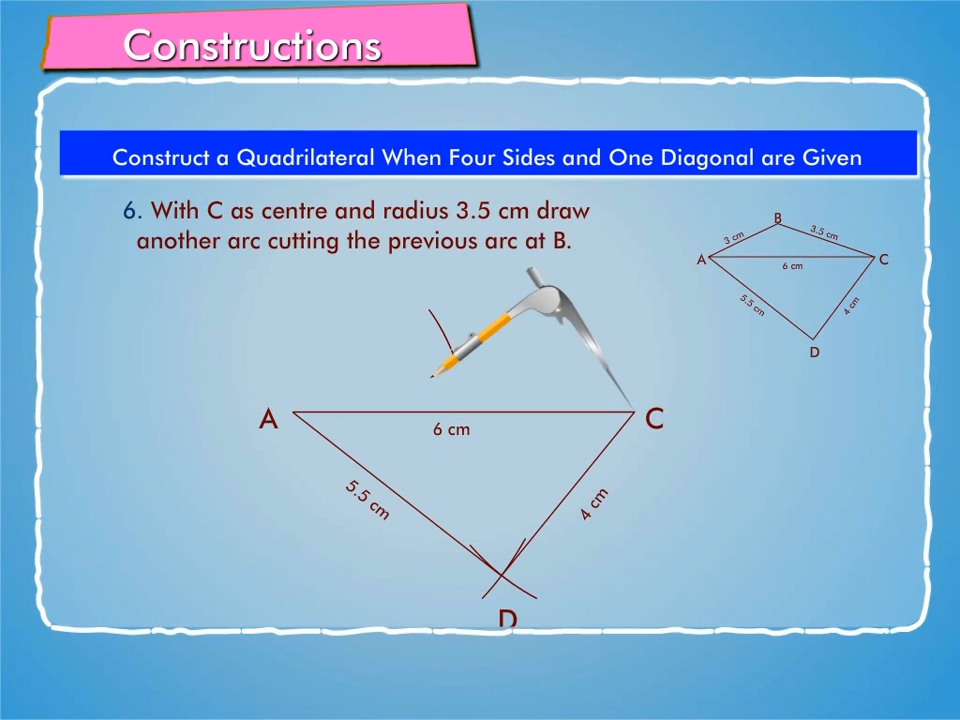 Constructions
Construct a Quadrilateral When Four Sides and One Diagonal are Given
6. With C as centre and radius 3.5 cm draw
another arc cutting the previous arc at B.
B
3 cm
3.5 cm
A
C
6 cm
5.5 cm
4 cm
D
A
C
6 cm
5.5 cm
4 cm
D